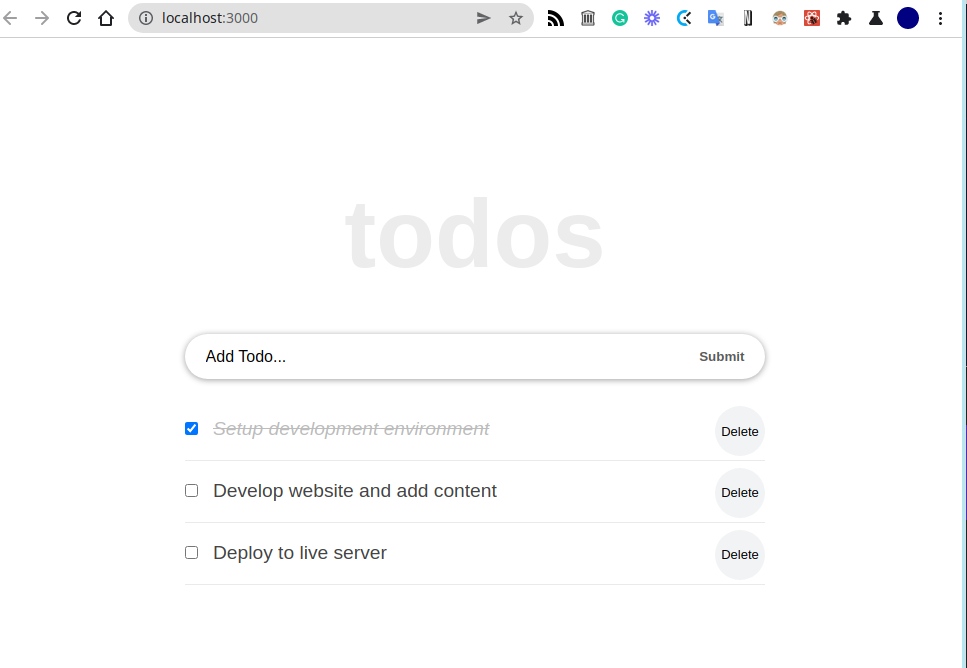 localhost:3000
todos
Add Todo... Submit
Setup development environment Delete
Develop website and add content Delete
Deploy to live server Delete